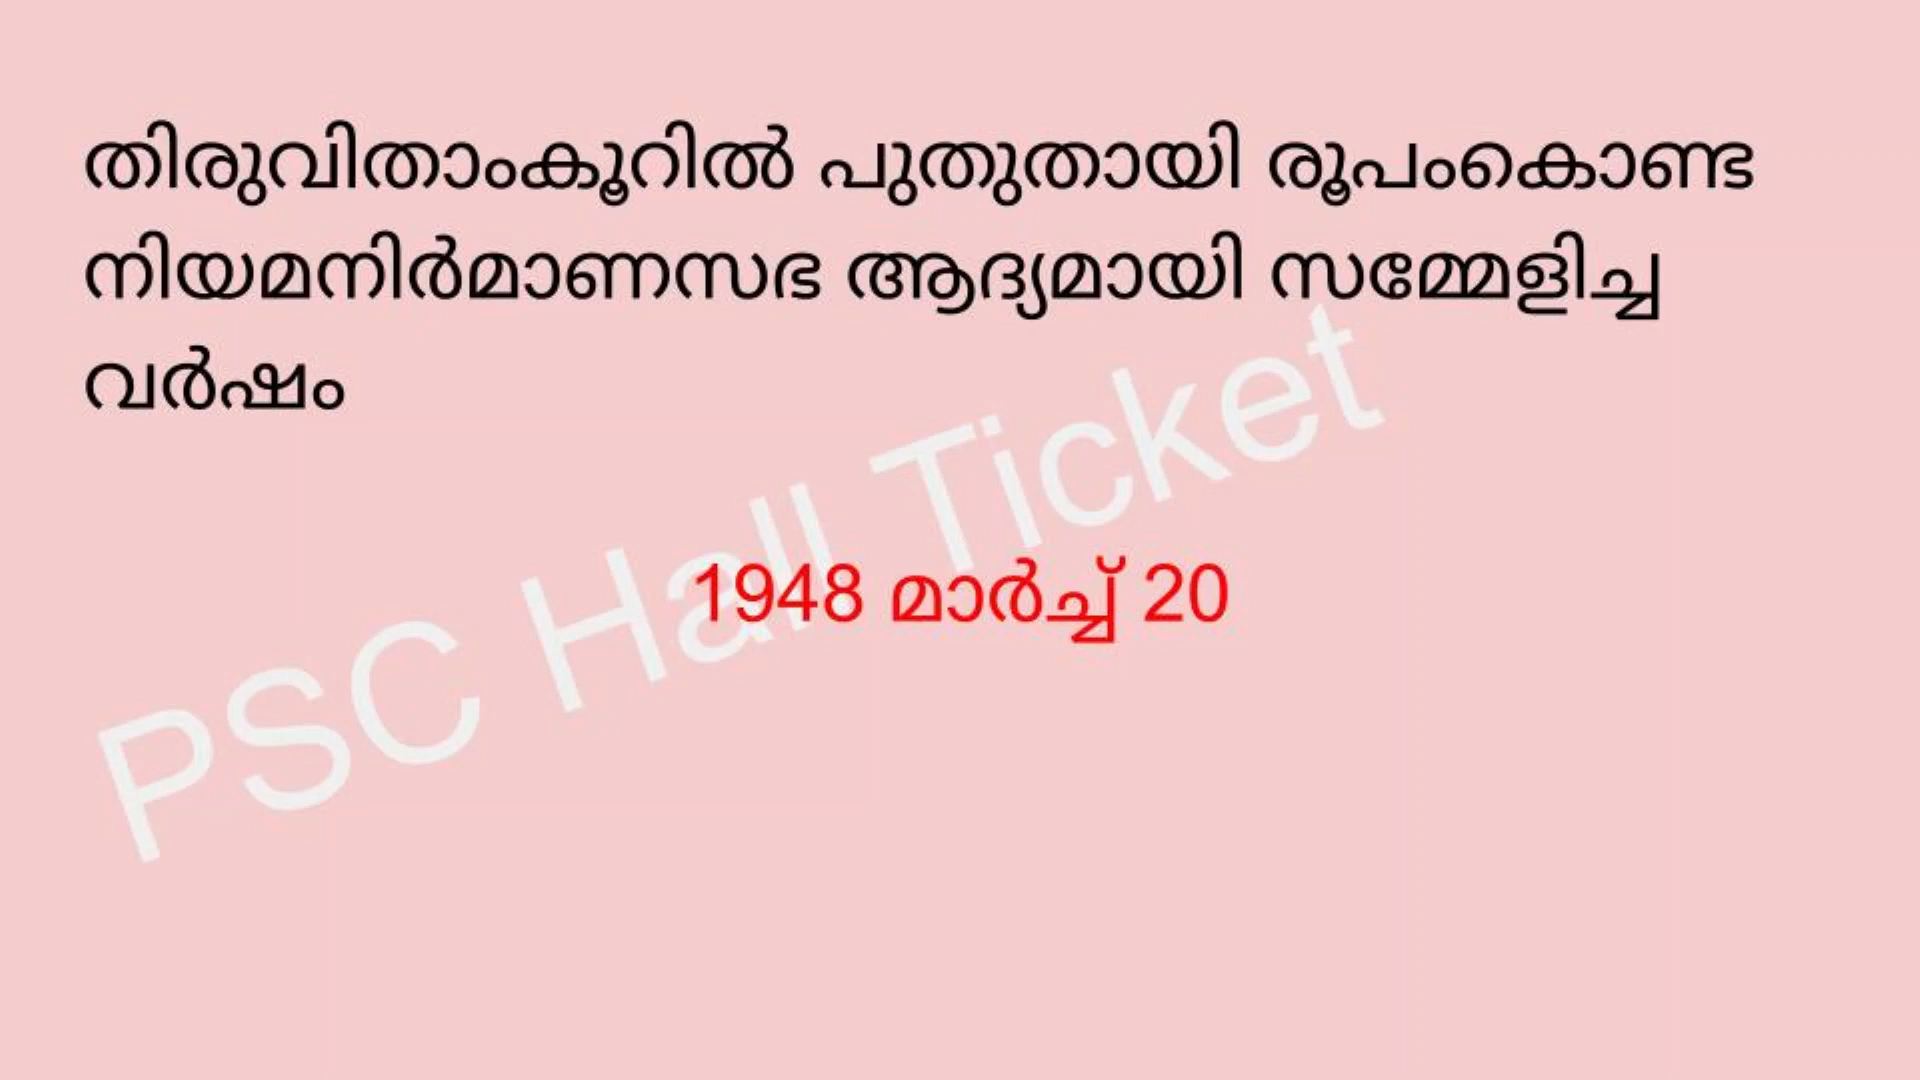 തിരുവിതാംകൂറിൽ പുതുതായി രൂപംകൊണ്ട
നിയമനിർമാണസഭ ആദ്യമായി സമ്മേളിച്ച
വർഷം
1948 മാർച്ച് 20
PSC Hall Ticket